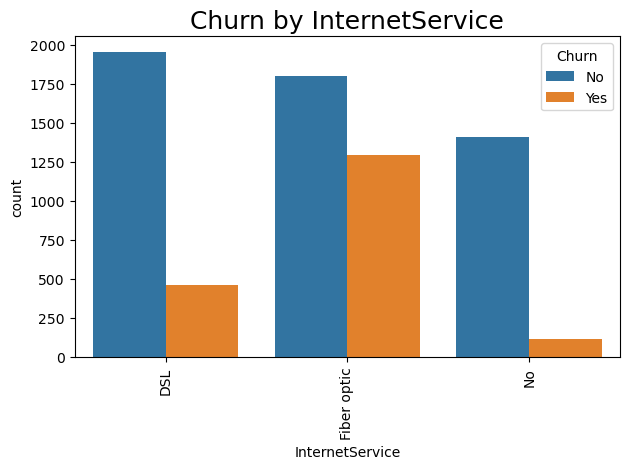 Churn by InternetService
2000
1750
1500
1250
1000
750
500
250
0
count
Churn
No
Yes
DSL
Fiber optic
No
InternetService